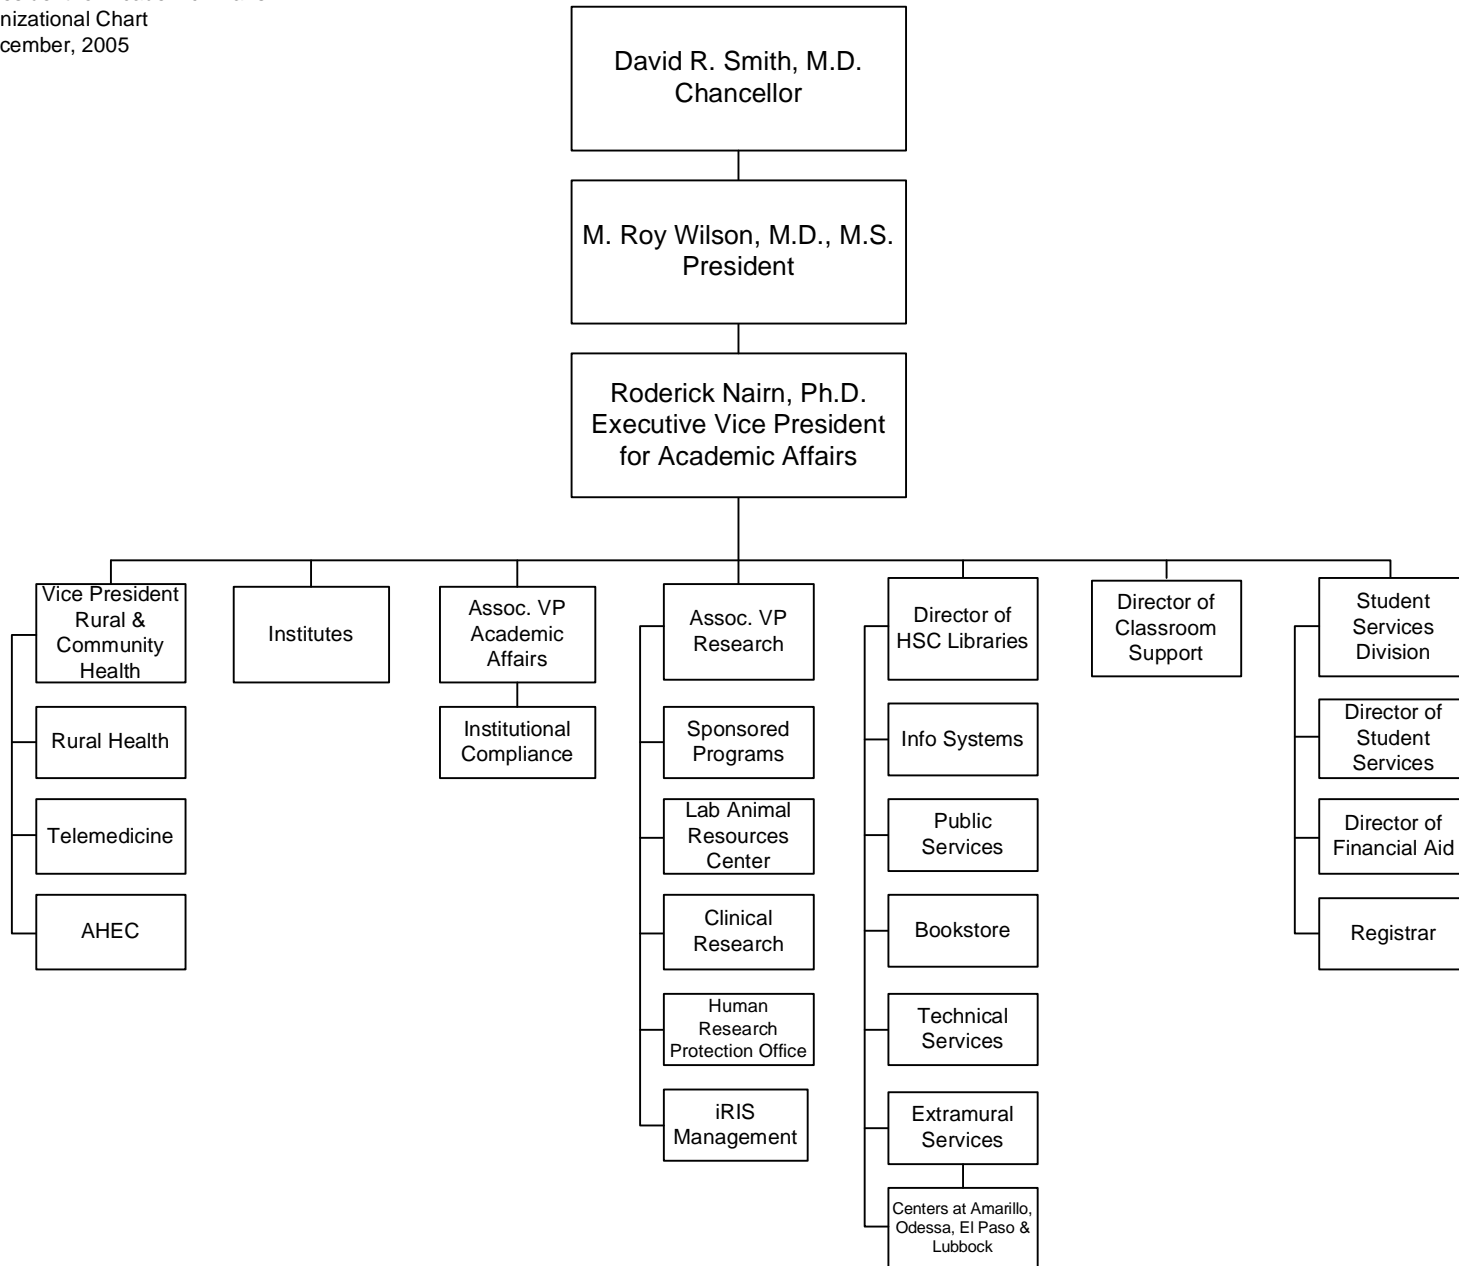 nizational Chart
cember, 2005
David R. Smith, M.D.
Chancellor
M. Roy Wilson, M.D., M.S.
President
Roderick Nairn, Ph.D.
Executive Vice President
for Academic Affairs
Vice President
Rural &
Community
Health
Rural Health
Telemedicine
AHEC
Institutes
Assoc. VP
Academic
Affairs
Institutional
Compliance
Assoc. VP
Research
Sponsored
Programs
Lab Animal
Resources
Center
Clinical
Research
Human
Research
Protection Office
iRIS
Management
Director of
HSC Libraries
Info Systems
Public
Services
Bookstore
Technical
Services
Extramural
Services
Centers at Amarillo,
Odessa, El Paso &
Lubbock
Director of
Classroom
Support
Student
Services
Division
Director of
Student
Services
Director of
Financial Aid
Registrar